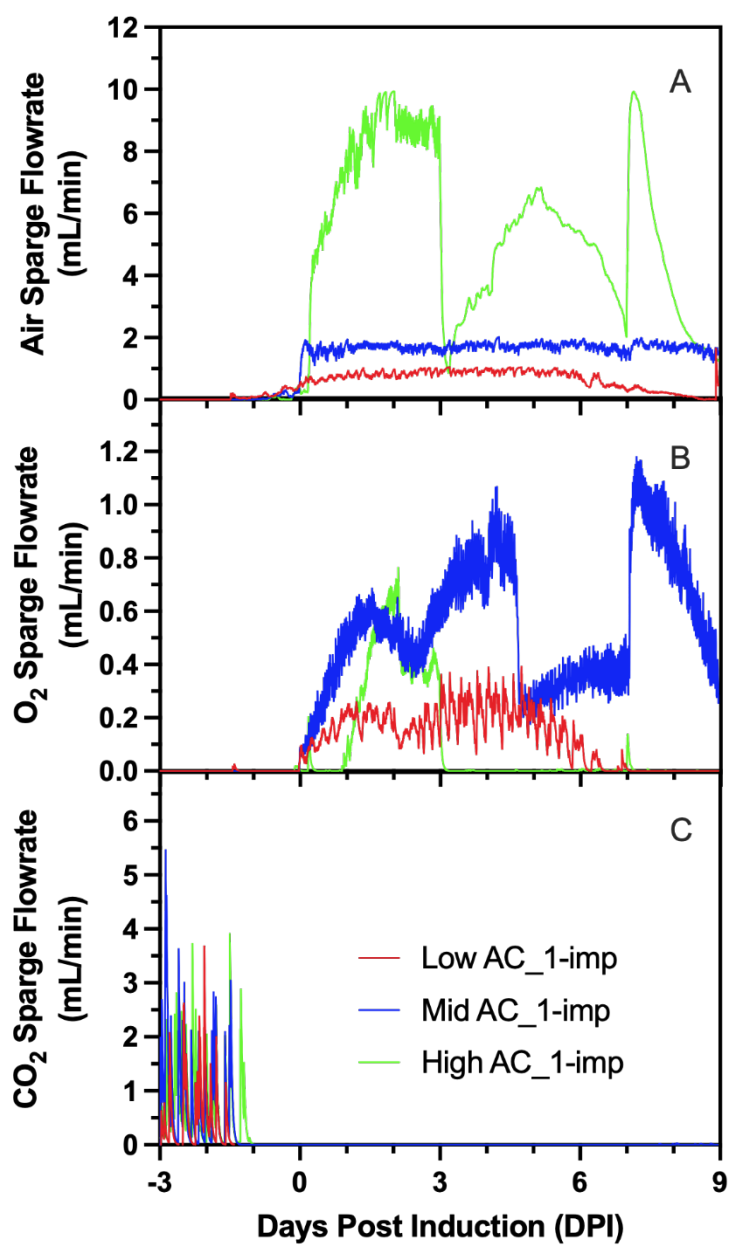 12
10
8
6
4
2
0
Air Sparge Flowrate
(mL/min)
A
1.2
1.0
0.8
0.6
0.4
0.2
0.0
O₂ Sparge Flowrate
(mL/min)
B
6
5
4
3
2
1
0
CO₂ Sparge Flowrate
(mL/min)
C
Low AC_1-imp
Mid AC_1-imp
High AC_1-imp
-3 0 3 6 9
Days Post Induction (DPI)